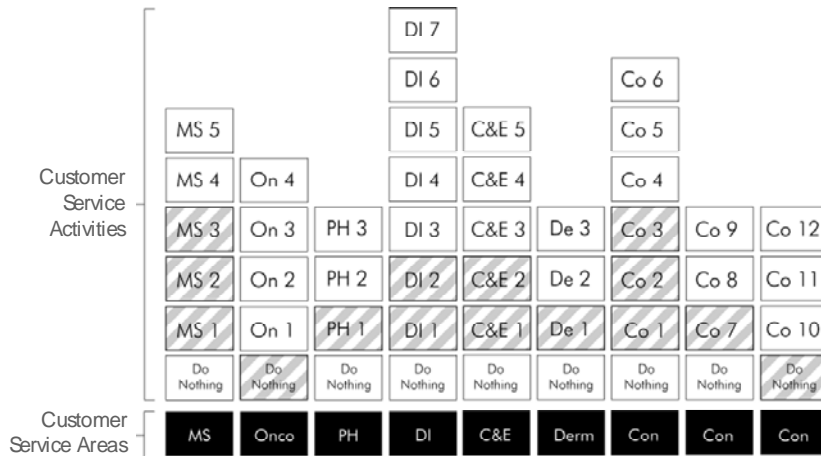 DI 7
DI 6 Co 6
MS 5 DI 5 C&E 5 Co 5
MS 4 On 4 DI 4 C&E 4 Co 4
Customer
Service
Activities
MS 3 On 3 PH 3 DI 3 C&E 3 De 3 Co 3 Co 9 Co 12
MS 2 On 2 PH 2 DI 2 C&E 2 De 2 Co 2 Co 8 Co 11
MS 1 On 1 PH 1 DI 1 C&E 1 De 1 Co 1 Co 7 Co 10
Do Do Do Do Do Do Do Do Do
Nothing Nothing Nothing Nothing Nothing Nothing Nothing Nothing Nothing
Customer
Service Areas
MS Onco PH DI C&E Derm Con Con Con